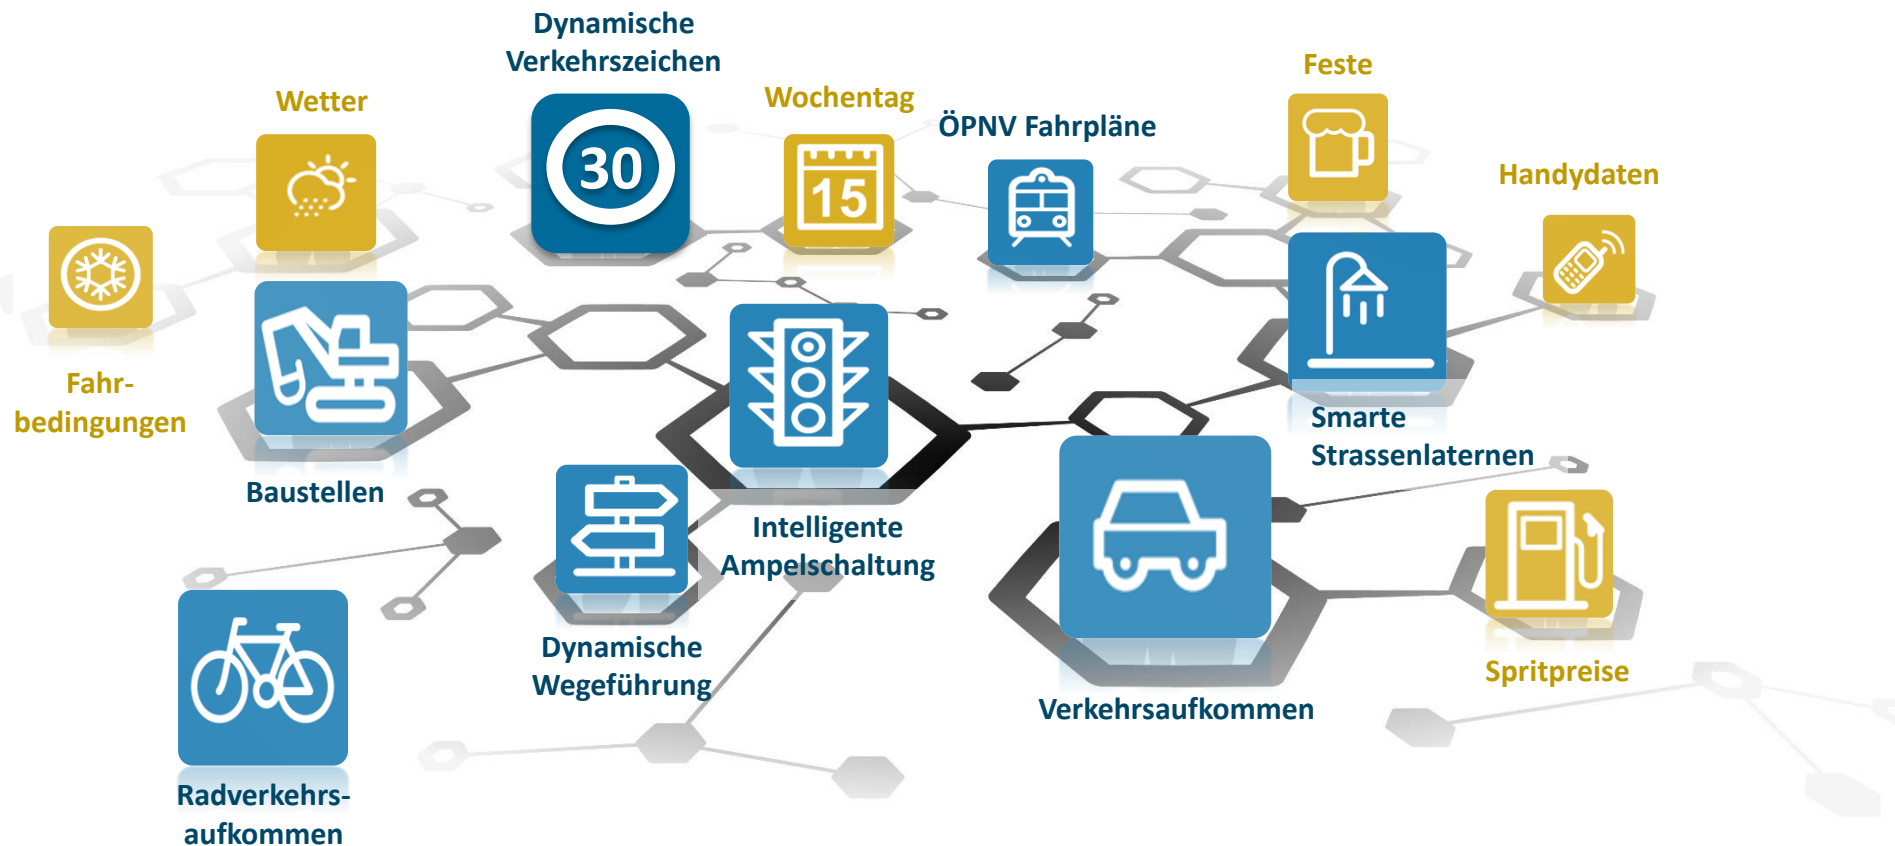 Dynamische
Verkehrszeichen
30
Wetter
Wochentag
15
ÖPNV Fahrpläne
Feste
Handydaten
Fahr-
bedingungen
Baustellen
Intelligente
Ampelschaltung
Smarte
Strassenlaternen
Dynamische
Wegeführung
Verkehrsaufkommen
Spritpreise
Radverkehrs-
aufkommen